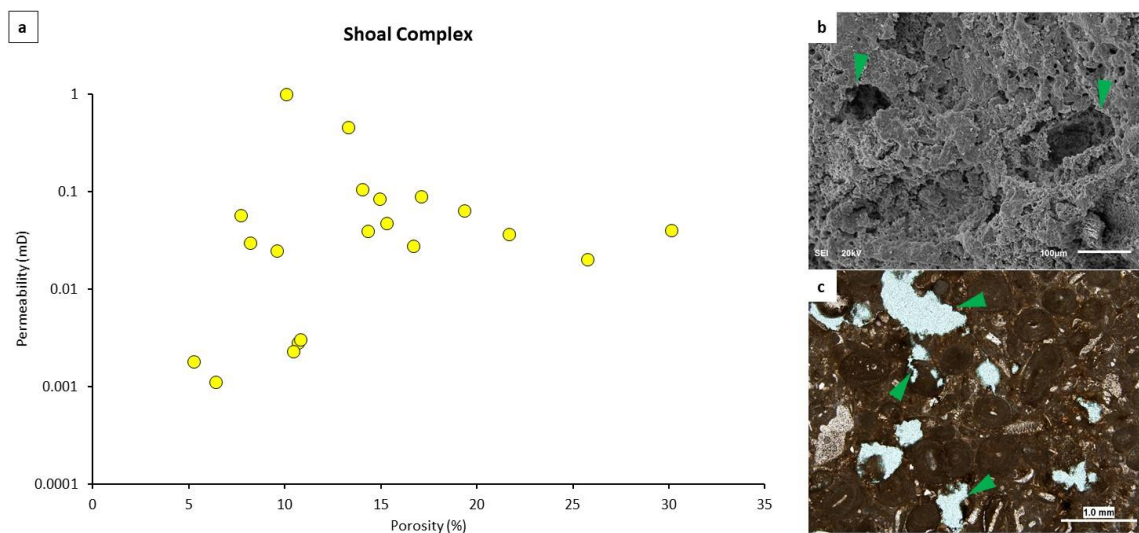 a
Shoal Complex
Permeability (mD)
1
0.1
0.01
0.001
0.0001
0 5 10 15 20 25 30 35
Porosity (%)
b
SEI 20kV 100µm
c
1.0 mm